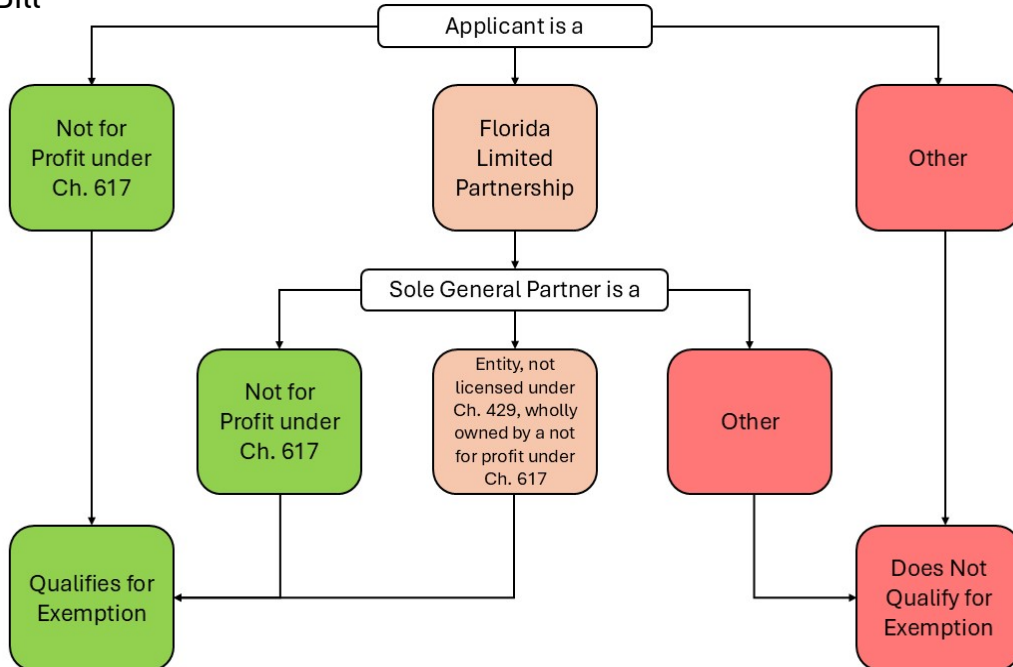 Bill
Applicant is a
Not for
Profit under
Ch. 617
Florida
Limited
Partnership
Other
Sole General Partner is a
Not for
Profit under
Ch. 617
Entity, not
licensed under
Ch. 429, wholly
owned by a not
for profit under
Ch. 617
Other
Qualifies for
Exemption
Does Not
Qualify for
Exemption